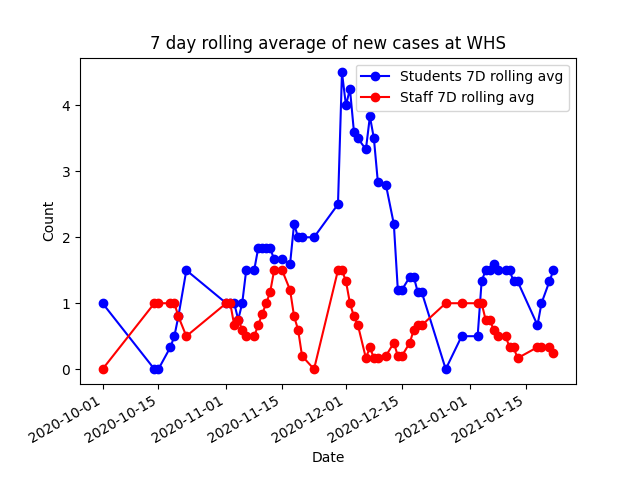 7 day rolling average of new cases at WHS
Students 7D rolling avg
Staff 7D rolling avg
4
3
2
1
0
Count
2020-10-01
2020-10-15
2020-11-01
2020-11-15
2020-12-01
2020-12-15
2021-01-01
2021-01-15
Date